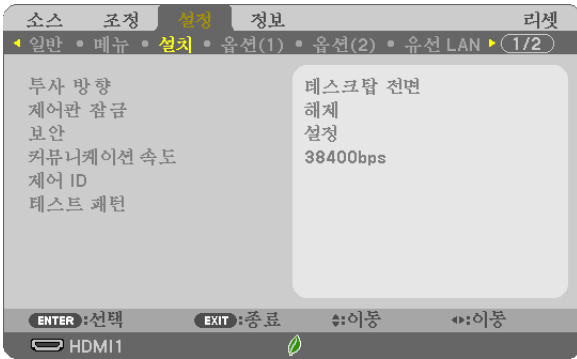 소스 조정 설정 정보 리셋
일반 • 메뉴 • 설치 • 옵션(1) • 옵션(2) • 유선 LAN 1/2
투사 방향 데스크탑 전면
제어판 잠금 해제
보안 설정
커뮤니케이션 속도 38400bps
제어 ID
테스트 패턴
ENTER :선택 EXIT :종료 :이동 :이동
HDMI1